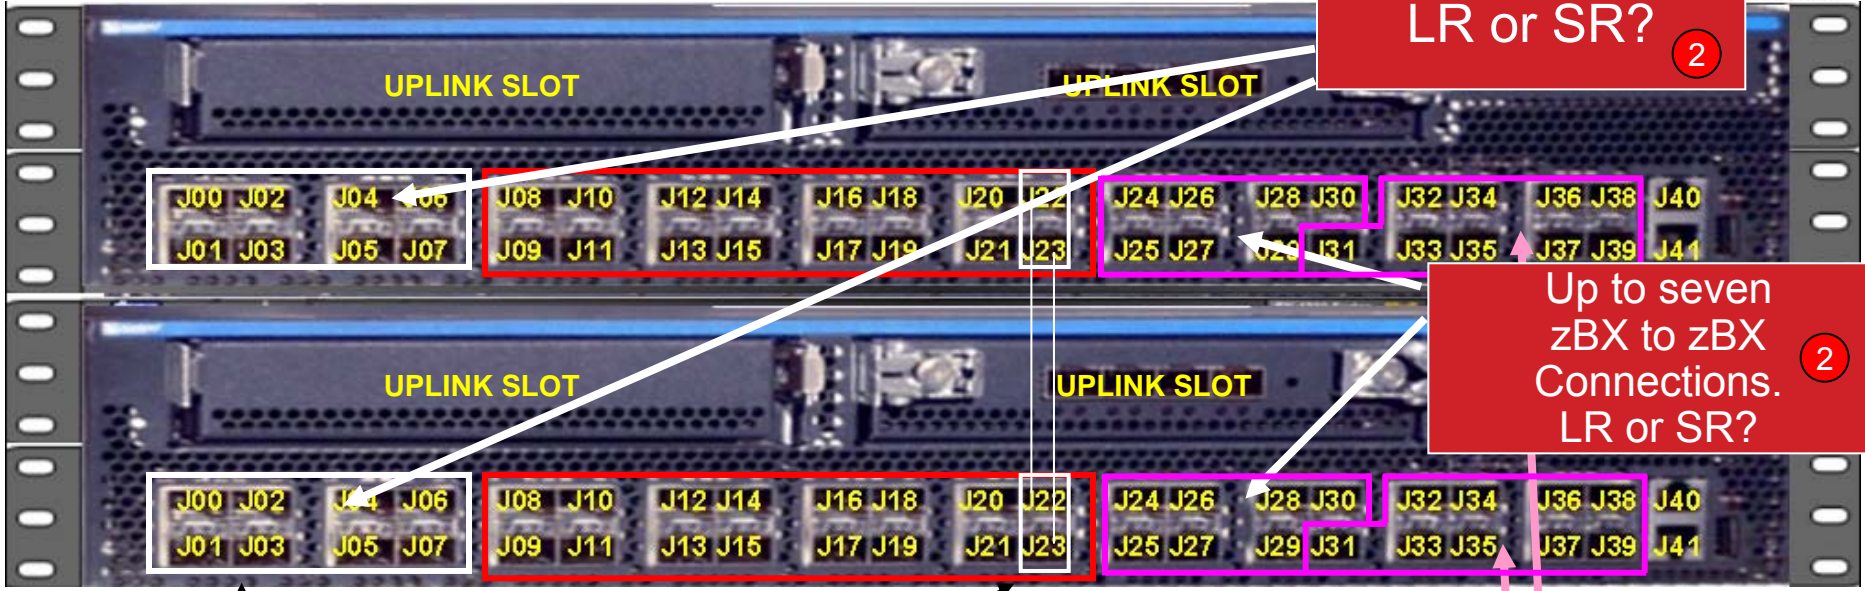 LR or SR?
2
UPLINK SLOT UPLINK SLOT
J00 J02 J04 J06 J08 J10 J12 J14 J16 J18 J20 J22 J24 J26 J28 J30 J32 J34 J36 J38 J40
J01 J03 J05 J07 J09 J11 J13 J15 J17 J19 J21 J23 J25 J27 J29 J31 J33 J35 J37 J39 J41
Up to seven
zBX to zBX
Connections.
LR or SR?
2
UPLINK SLOT UPLINK SLOT
J00 J02 J04 J06 J08 J10 J12 J14 J16 J18 J20 J22 J24 J26 J28 J30 J32 J34 J36 J38 J40
J01 J03 J05 J07 J09 J11 J13 J15 J17 J19 J21 J23 J25 J27 J29 J31 J33 J35 J37 J39 J41